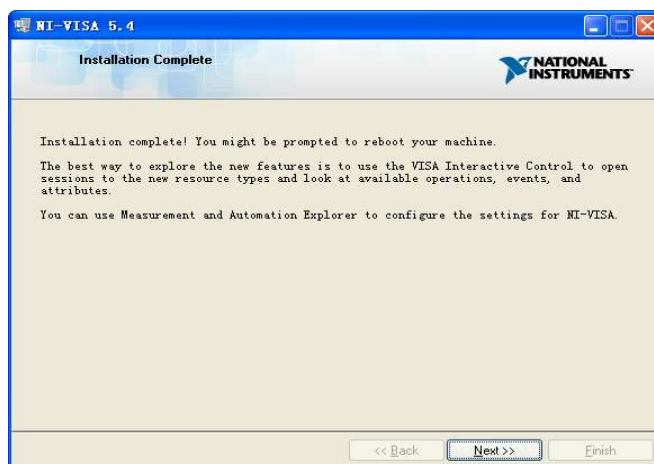 NI-VISA 5.4
Installation Complete
NATIONAL
INSTRUMENTS
Installation complete! You might be prompted to reboot your machine.
The best way to explore the new features is to use the VISA Interactive Control to open
sessions to the new resource types and look at available operations, events, and
attributes.
You can use Measurement and Automation Explorer to configure the settings for NI-VISA.
<< Back
Next >>
Finish